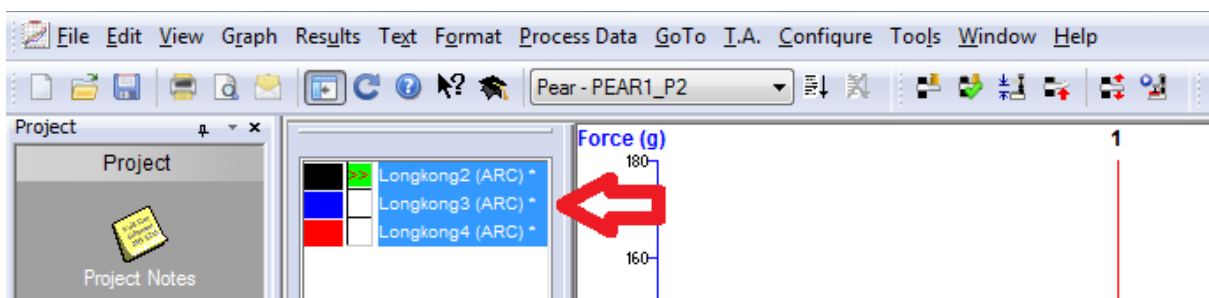 File Edit View Graph Results Text Format Process Data GoTo T.A. Configure Tools Window Help
Pear - PEAR1_P2
Project
Project
Project Notes
>> Longkong2 (ARC) *
Longkong3 (ARC) *
Longkong4 (ARC) *
Force (g)
180
160
1